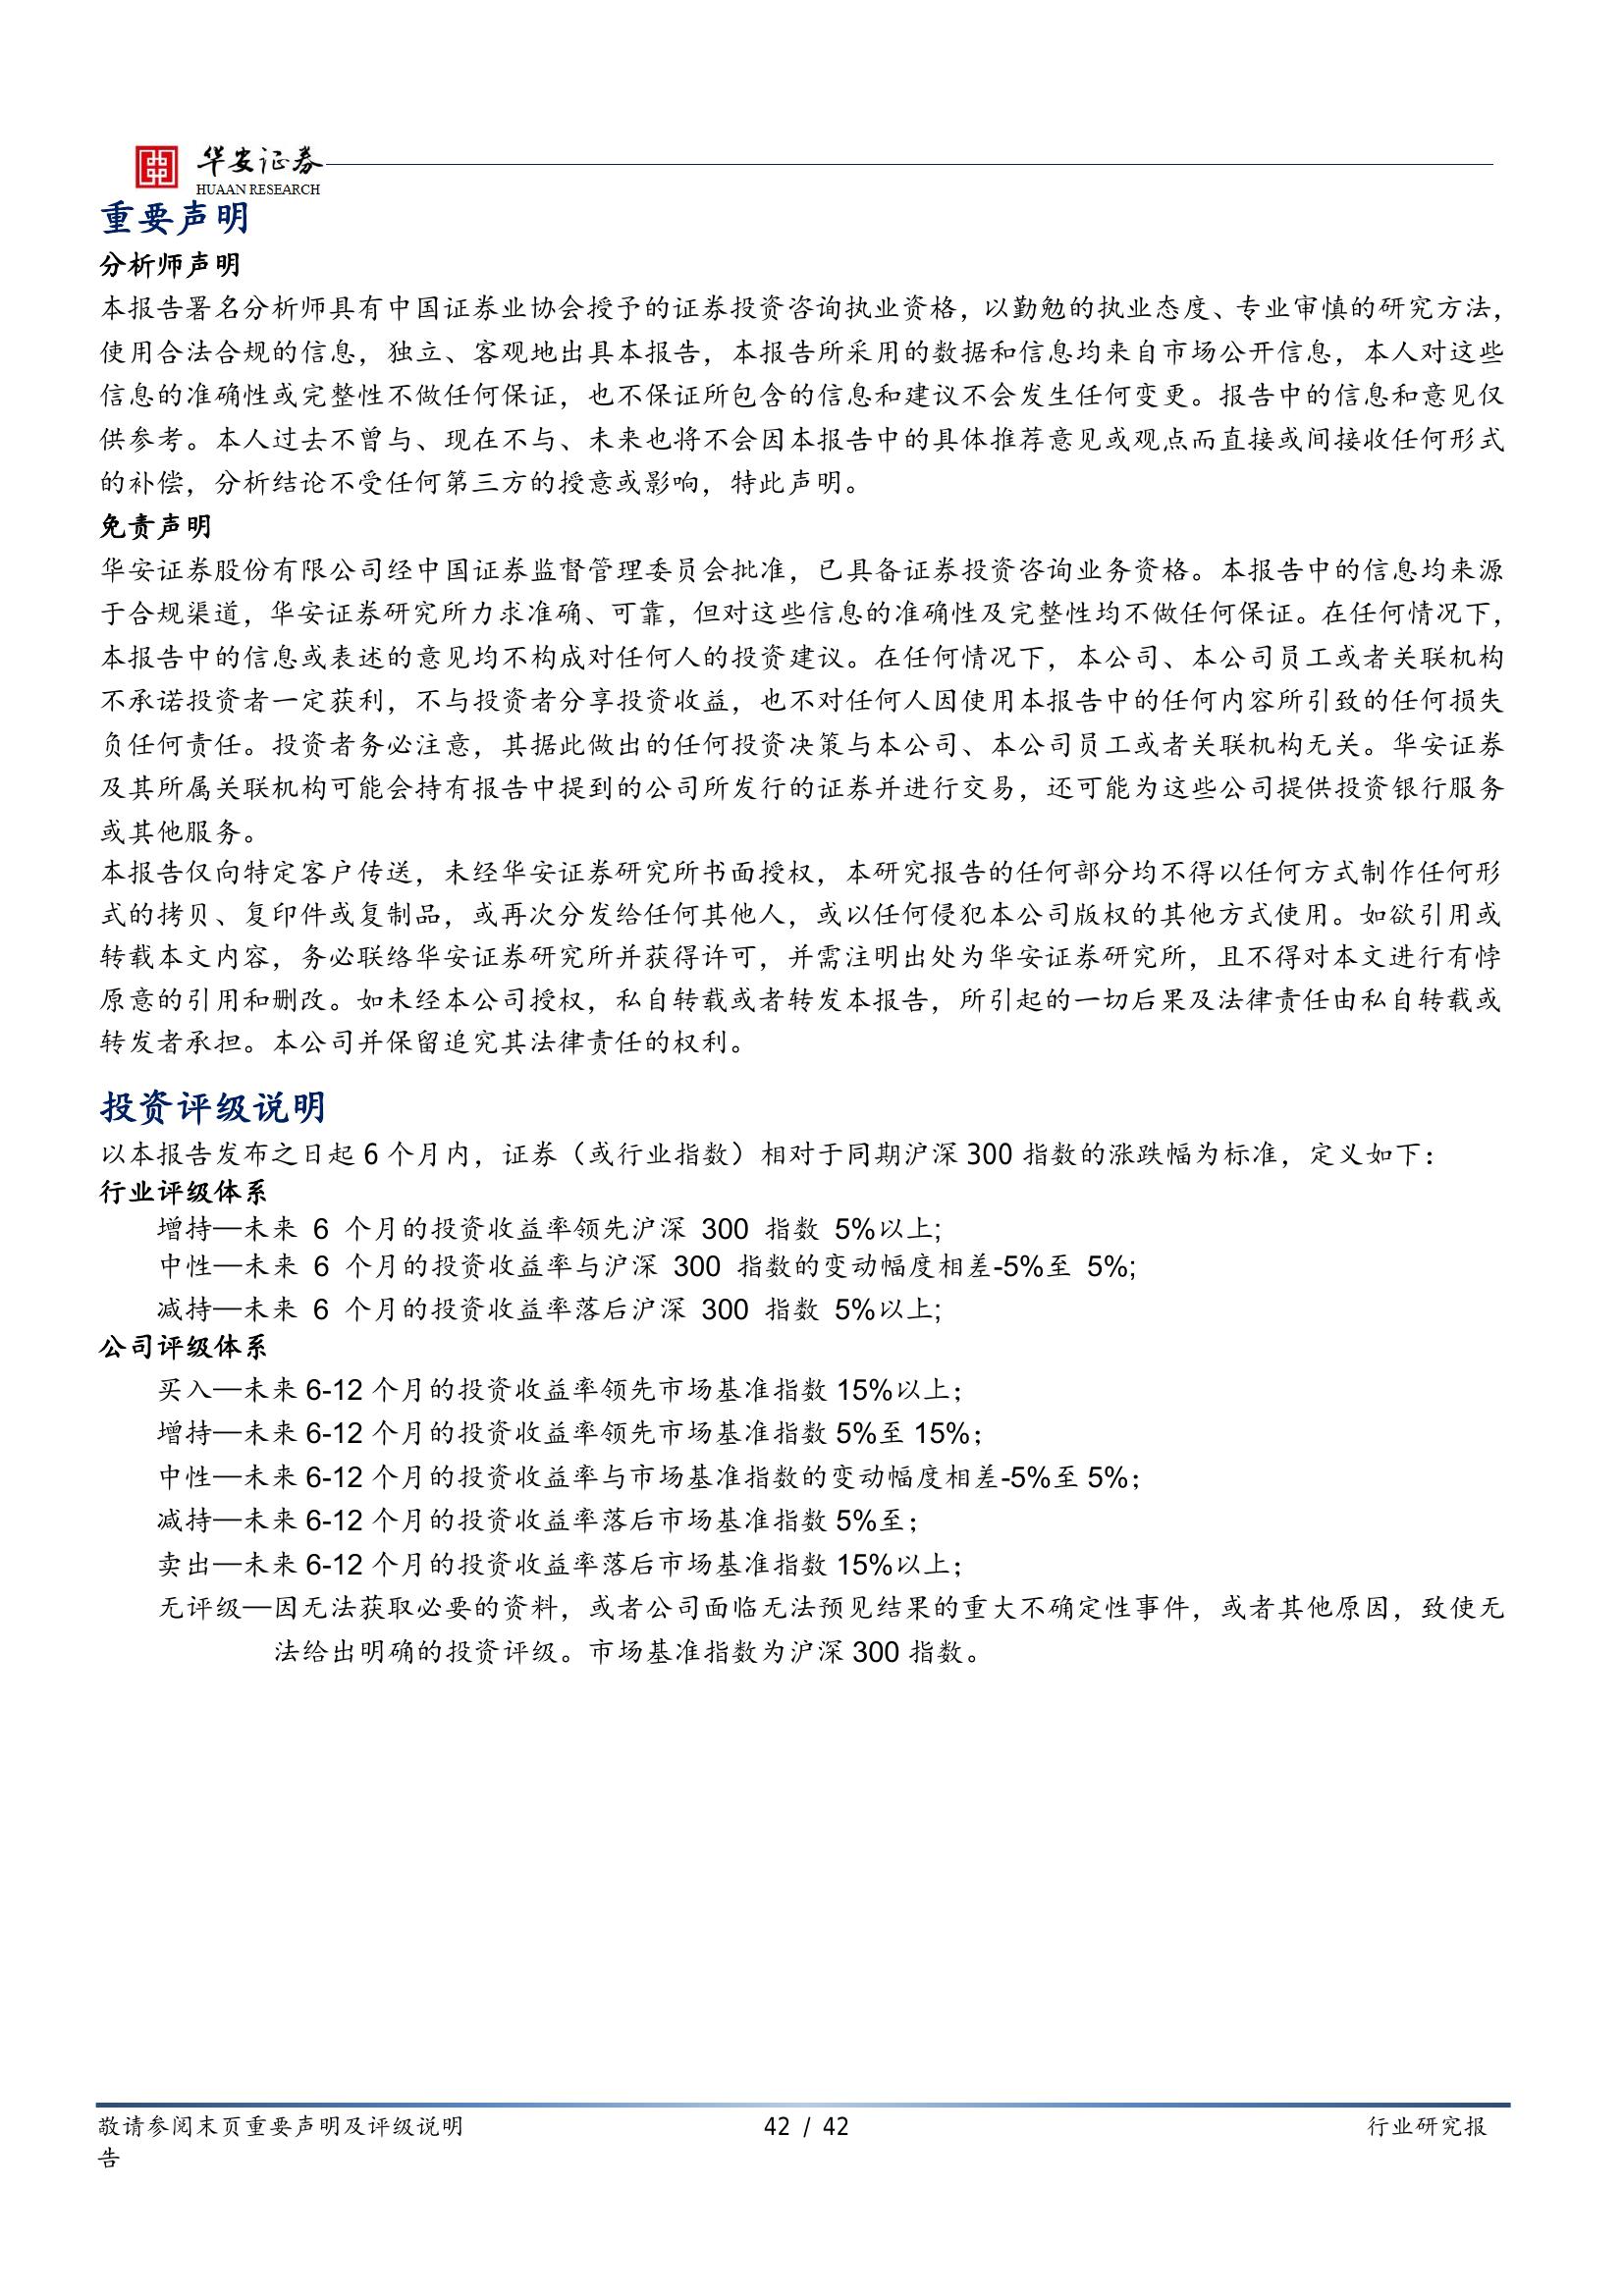 华安证券
HUAAN RESEARCH
重要声明
分析师声明
本报告署名分析师具有中国证券业协会授予的证券投资咨询执业资格，以勤勉的执业态度、专业审慎的研究方法，
使用合法合规的信息，独立、客观地出具本报告，本报告所采用的数据和信息均来自市场公开信息，本人对这些
信息的准确性或完整性不做任何保证，也不保证所包含的信息和建议不会发生任何变更。报告中的信息和意见仅
供参考。本人过去不曾与、现在不与、未来也将不会因本报告中的具体推荐意见或观点而直接或间接收任何形式
的补偿，分析结论不受任何第三方的授意或影响，特此声明。
免责声明
华安证券股份有限公司经中国证券监督管理委员会批准，已具备证券投资咨询业务资格。本报告中的信息均来源
于合规渠道，华安证券研究所力求准确、可靠，但对这些信息的准确性及完整性均不做任何保证。在任何情况下，
本报告中的信息或表述的意见均不构成对任何人的投资建议。在任何情况下，本公司、本公司员工或者关联机构
不承诺投资者一定获利，不与投资者分享投资收益，也不对任何人因使用本报告中的任何内容所引致的任何损失
负任何责任。投资者务必注意，其据此做出的任何投资决策与本公司、本公司员工或者关联机构无关。华安证券
及其所属关联机构可能会持有报告中提到的公司所发行的证券并进行交易，还可能为这些公司提供投资银行服务
或其他服务。
本报告仅向特定客户传送，未经华安证券研究所书面授权，本研究报告的任何部分均不得以任何方式制作任何形
式的拷贝、复印件或复制品，或再次分发给任何其他人，或以任何侵犯本公司版权的其他方式使用。如欲引用或
转载本文内容，务必联络华安证券研究所并获得许可，并需注明出处为华安证券研究所，且不得对本文进行有悖
原意的引用和删改。如未经本公司授权，私自转载或者转发本报告，所引起的一切后果及法律责任由私自转载或
转发者承担。本公司并保留追究其法律责任的权利。
投资评级说明
以本报告发布之日起 6 个月内，证券（或行业指数）相对于同期沪深 300 指数的涨跌幅为标准，定义如下：
行业评级体系
增持—未来 6 个月的投资收益率领先沪深 300 指数 5%以上;
中性—未来 6 个月的投资收益率与沪深 300 指数的变动幅度相差-5%至 5%;
减持—未来 6 个月的投资收益率落后沪深 300 指数 5%以上;
公司评级体系
买入—未来 6-12 个月的投资收益率领先市场基准指数 15%以上；
增持—未来 6-12 个月的投资收益率领先市场基准指数 5%至 15%；
中性—未来 6-12 个月的投资收益率与市场基准指数的变动幅度相差-5%至 5%；
减持—未来 6-12 个月的投资收益率落后市场基准指数 5%至；
卖出—未来 6-12 个月的投资收益率落后市场基准指数 15%以上；
无评级—因无法获取必要的资料，或者公司面临无法预见结果的重大不确定性事件，或者其他原因，致使无
法给出明确的投资评级。市场基准指数为沪深 300 指数。
敬请参阅末页重要声明及评级说明 42 / 42 行业研究报
告